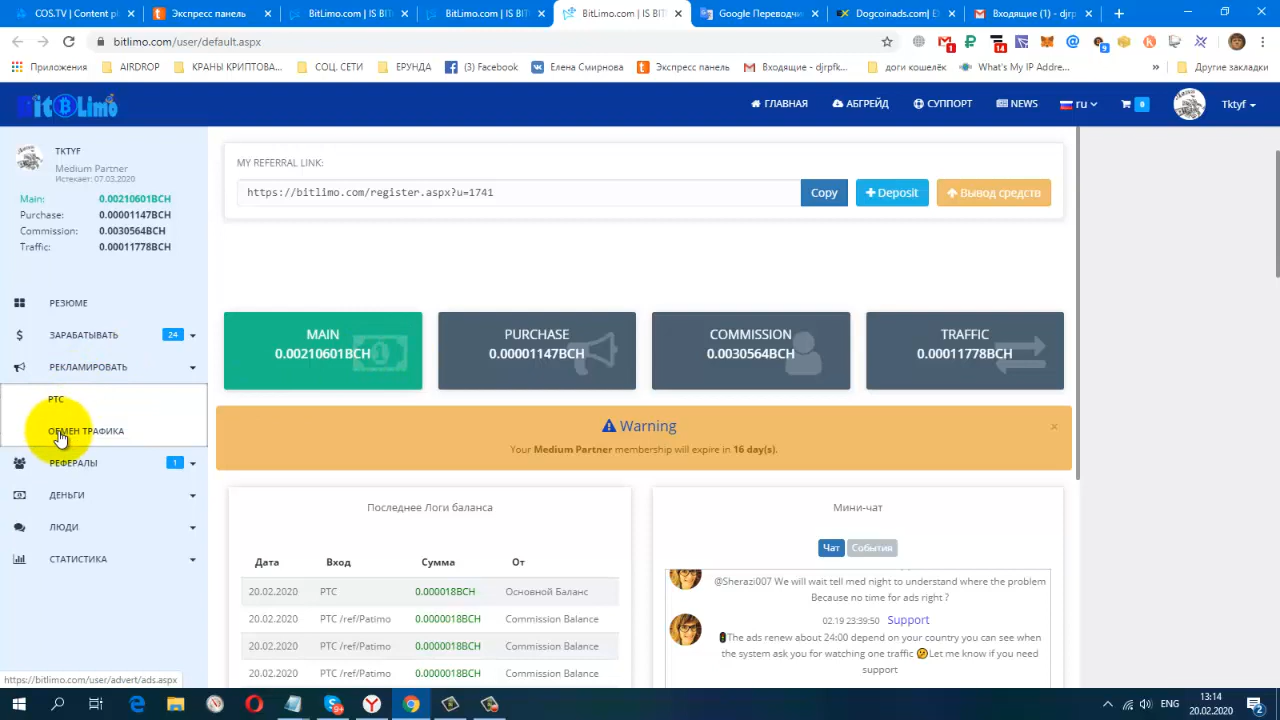 COS.TV | Content pl
Экспресс панель
BitLimo.com | IS BIT
BitLimo.com | IS BIT
BitLimo.com | IS BIT
Google Переводч
Dogcoinads.com| E
Входящие (1) - djrp
bitlimo.com/user/default.aspx
1
14
9
Приложения
AIRDROP
КРАНЫ КРИПТОВА...
СОЦ. СЕТИ
ЕРУНДА
(3) Facebook
Елена Смирнова
Экспресс панель
Входящие - djrpfk...
доги кошелёк
What's My IP Addre...
»
Другие закладки
BitLimo
ГЛАВНАЯ
АБГРЕЙД
СУППОРТ
NEWS
ru
0
Tktyf
TKTYF
Medium Partner
Истекает: 07.03.2020
Main: 0.00210601BCH
Purchase: 0.00001147BCH
Commission: 0.0030564BCH
Traffic: 0.00011778BCH
РЕЗЮМЕ
ЗАРАБАТЫВАТЬ 24
РЕКЛАМИРОВАТЬ
PTC
ОБМЕН ТРАФИКА
РЕФЕРАЛЫ 1
ДЕНЬГИ
ЛЮДИ
СТАТИСТИКА
MY REFERRAL LINK:
https://bitlimo.com/register.aspx?u=1741
Copy
Deposit
Вывод средств
MAIN
0.00210601BCH
PURCHASE
0.00001147BCH
COMMISSION
0.0030564BCH
TRAFFIC
0.00011778BCH
Warning
×
Your Medium Partner membership will expire in 16 day(s).
Последнее Логи баланса
Дата Вход Сумма От
20.02.2020 PTC 0.000018BCH Основной Баланс
20.02.2020 PTC /ref/Patimo 0.0000018BCH Commission Balance
20.02.2020 PTC /ref/Patimo 0.0000018BCH Commission Balance
20.02.2020 PTC /ref/Patimo 0.0000018BCH Commission Balance
Мини-чат
Чат
События
@Sherazi007 We will wait tell med night to understand where the problem
Because no time for ads right ?
02.19 23:39:50 Support
The ads renew about 24:00 depend on your country you can see when
the system ask you for watching one traffic Let me know if you need
support
https://bitlimo.com/user/advert/ads.aspx
ENG
13:14
20.02.2020
2